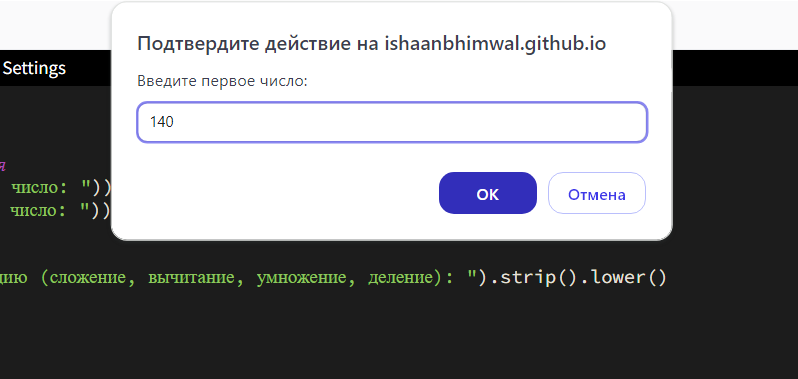 Подтвердите действие на ishaanbhimwal.github.io
Введите первое число:
140
ОК
Отмена
Settings
я
число: "))
число: "))
цию (сложение, вычитание, умножение, деление): ").strip().lower()